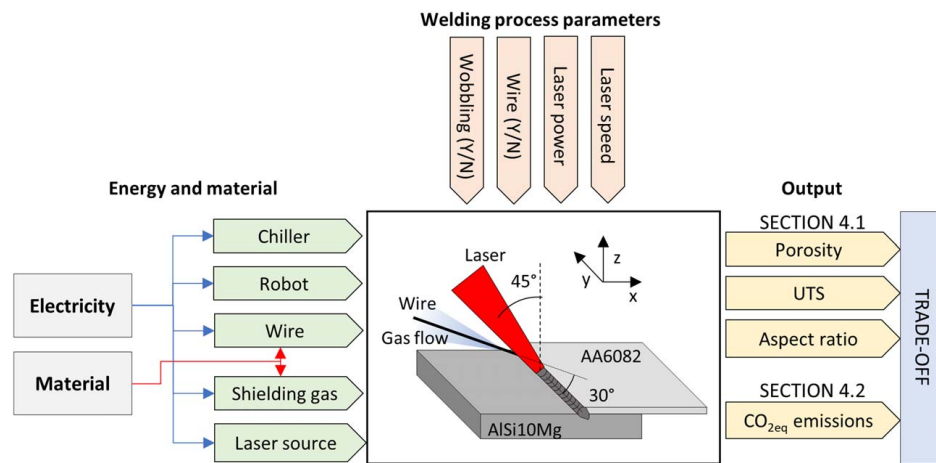 Welding process parameters
Wobbling (Y/N)
Wire (Y/N)
Laser power
Laser speed
Energy and material
Electricity
Material
Chiller
Robot
Wire
Shielding gas
Laser source
Laser
45°
Wire
Gas flow
z
y
x
AA6082
30°
AlSi10Mg
Output
SECTION 4.1
Porosity
UTS
Aspect ratio
SECTION 4.2
CO₂eq emissions
TRADE-OFF